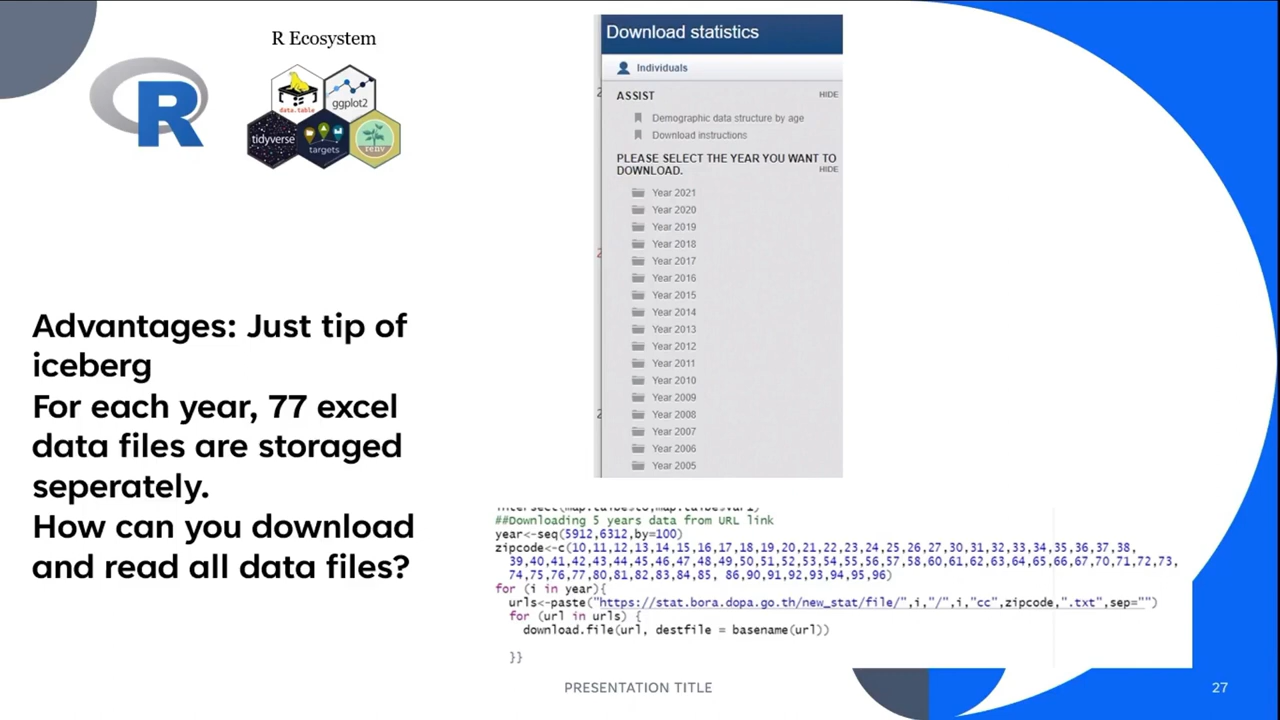 R Ecosystem
R
data.table
ggplot2
tidyverse
targets
renv
Download statistics
Individuals
ASSIST HIDE
Demographic data structure by age
Download instructions
PLEASE SELECT THE YEAR YOU WANT TO
DOWNLOAD. HIDE
Year 2021
Year 2020
Year 2019
Year 2018
Year 2017
Year 2016
Year 2015
Year 2014
Year 2013
Year 2012
Year 2011
Year 2010
Year 2009
Year 2008
Year 2007
Year 2006
Year 2005
Advantages: Just tip of
iceberg
For each year, 77 excel
data files are storaged
seperately.
How can you download
and read all data files?
##Downloading 5 years data from URL link
year<-seq(5912,6312,by=100)
zipcode<-c(10,11,12,13,14,15,16,17,18,19,20,21,22,23,24,25,26,27,30,31,32,33,34,35,36,37,38,
39,40,41,42,43,44,45,46,47,48,49,50,51,52,53,54,55,56,57,58,60,61,62,63,64,65,66,67,70,71,72,73,
74,75,76,77,80,81,82,83,84,85, 86,90,91,92,93,94,95,96)
for (i in year){
urls<-paste("https://stat.bora.dopa.go.th/new_stat/file/",i,"/",i,"cc",zipcode,".txt",sep="")
for (url in urls) {
download.file(url, destfile = basename(url))
}}
PRESENTATION TITLE
27